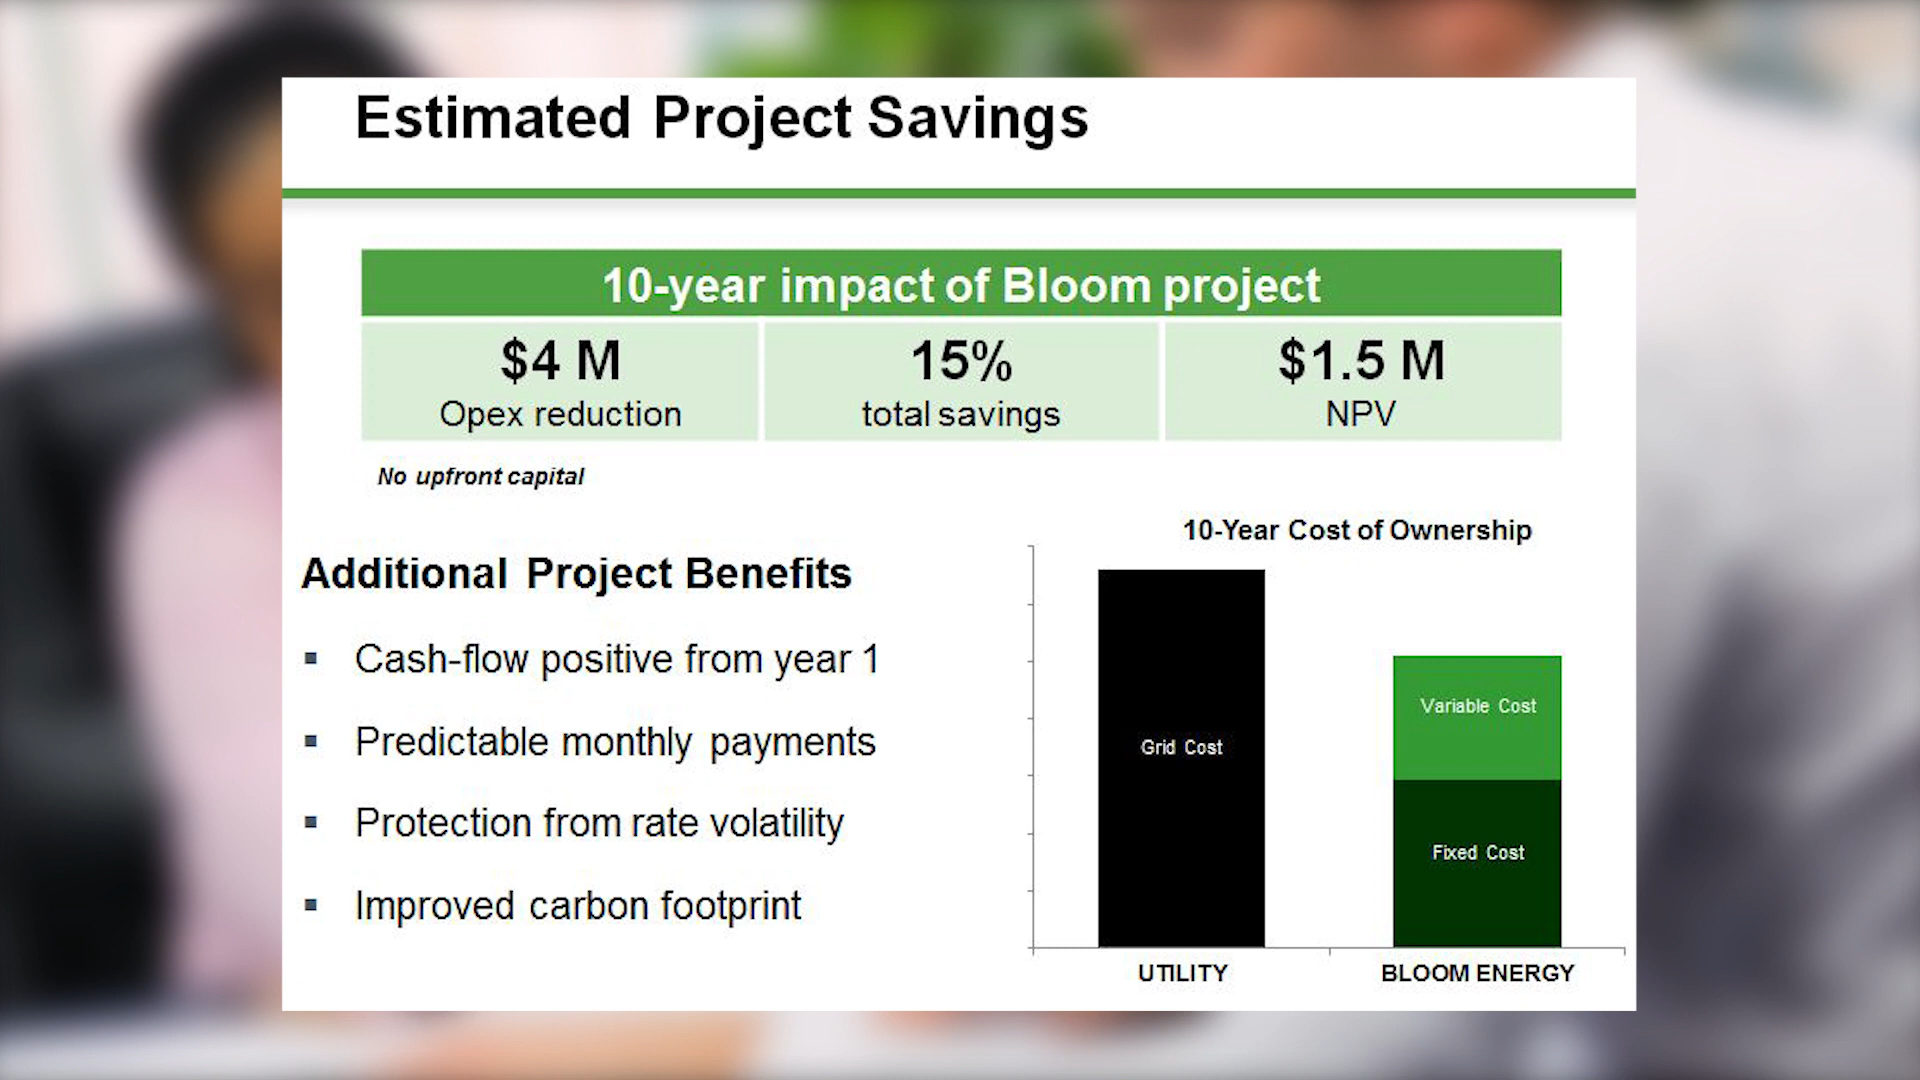 Estimated Project Savings
10-year impact of Bloom project
$4 M
Opex reduction
15%
total savings
$1.5 M
NPV
No upfront capital
Additional Project Benefits
▪ Cash-flow positive from year 1
▪ Predictable monthly payments
▪ Protection from rate volatility
▪ Improved carbon footprint
10-Year Cost of Ownership
Grid Cost
Variable Cost
Fixed Cost
UTILITY
BLOOM ENERGY